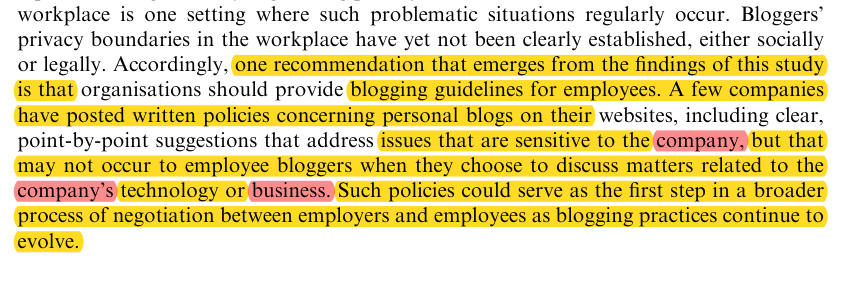 workplace is one setting where such problematic situations regularly occur. Bloggers’
privacy boundaries in the workplace have yet not been clearly established, either socially
or legally. Accordingly, one recommendation that emerges from the findings of this study
is that organisations should provide blogging guidelines for employees. A few companies
have posted written policies concerning personal blogs on their websites, including clear,
point-by-point suggestions that address issues that are sensitive to the company, but that
may not occur to employee bloggers when they choose to discuss matters related to the
company’s technology or business. Such policies could serve as the first step in a broader
process of negotiation between employers and employees as blogging practices continue to
evolve.